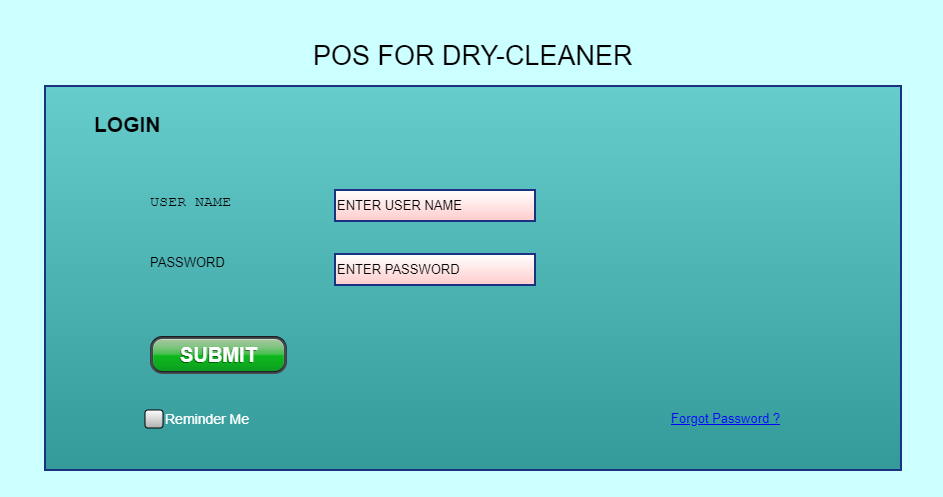 POS FOR DRY-CLEANER
LOGIN
USER NAME
ENTER USER NAME
PASSWORD
ENTER PASSWORD
SUBMIT
Reminder Me
Forgot Password ?